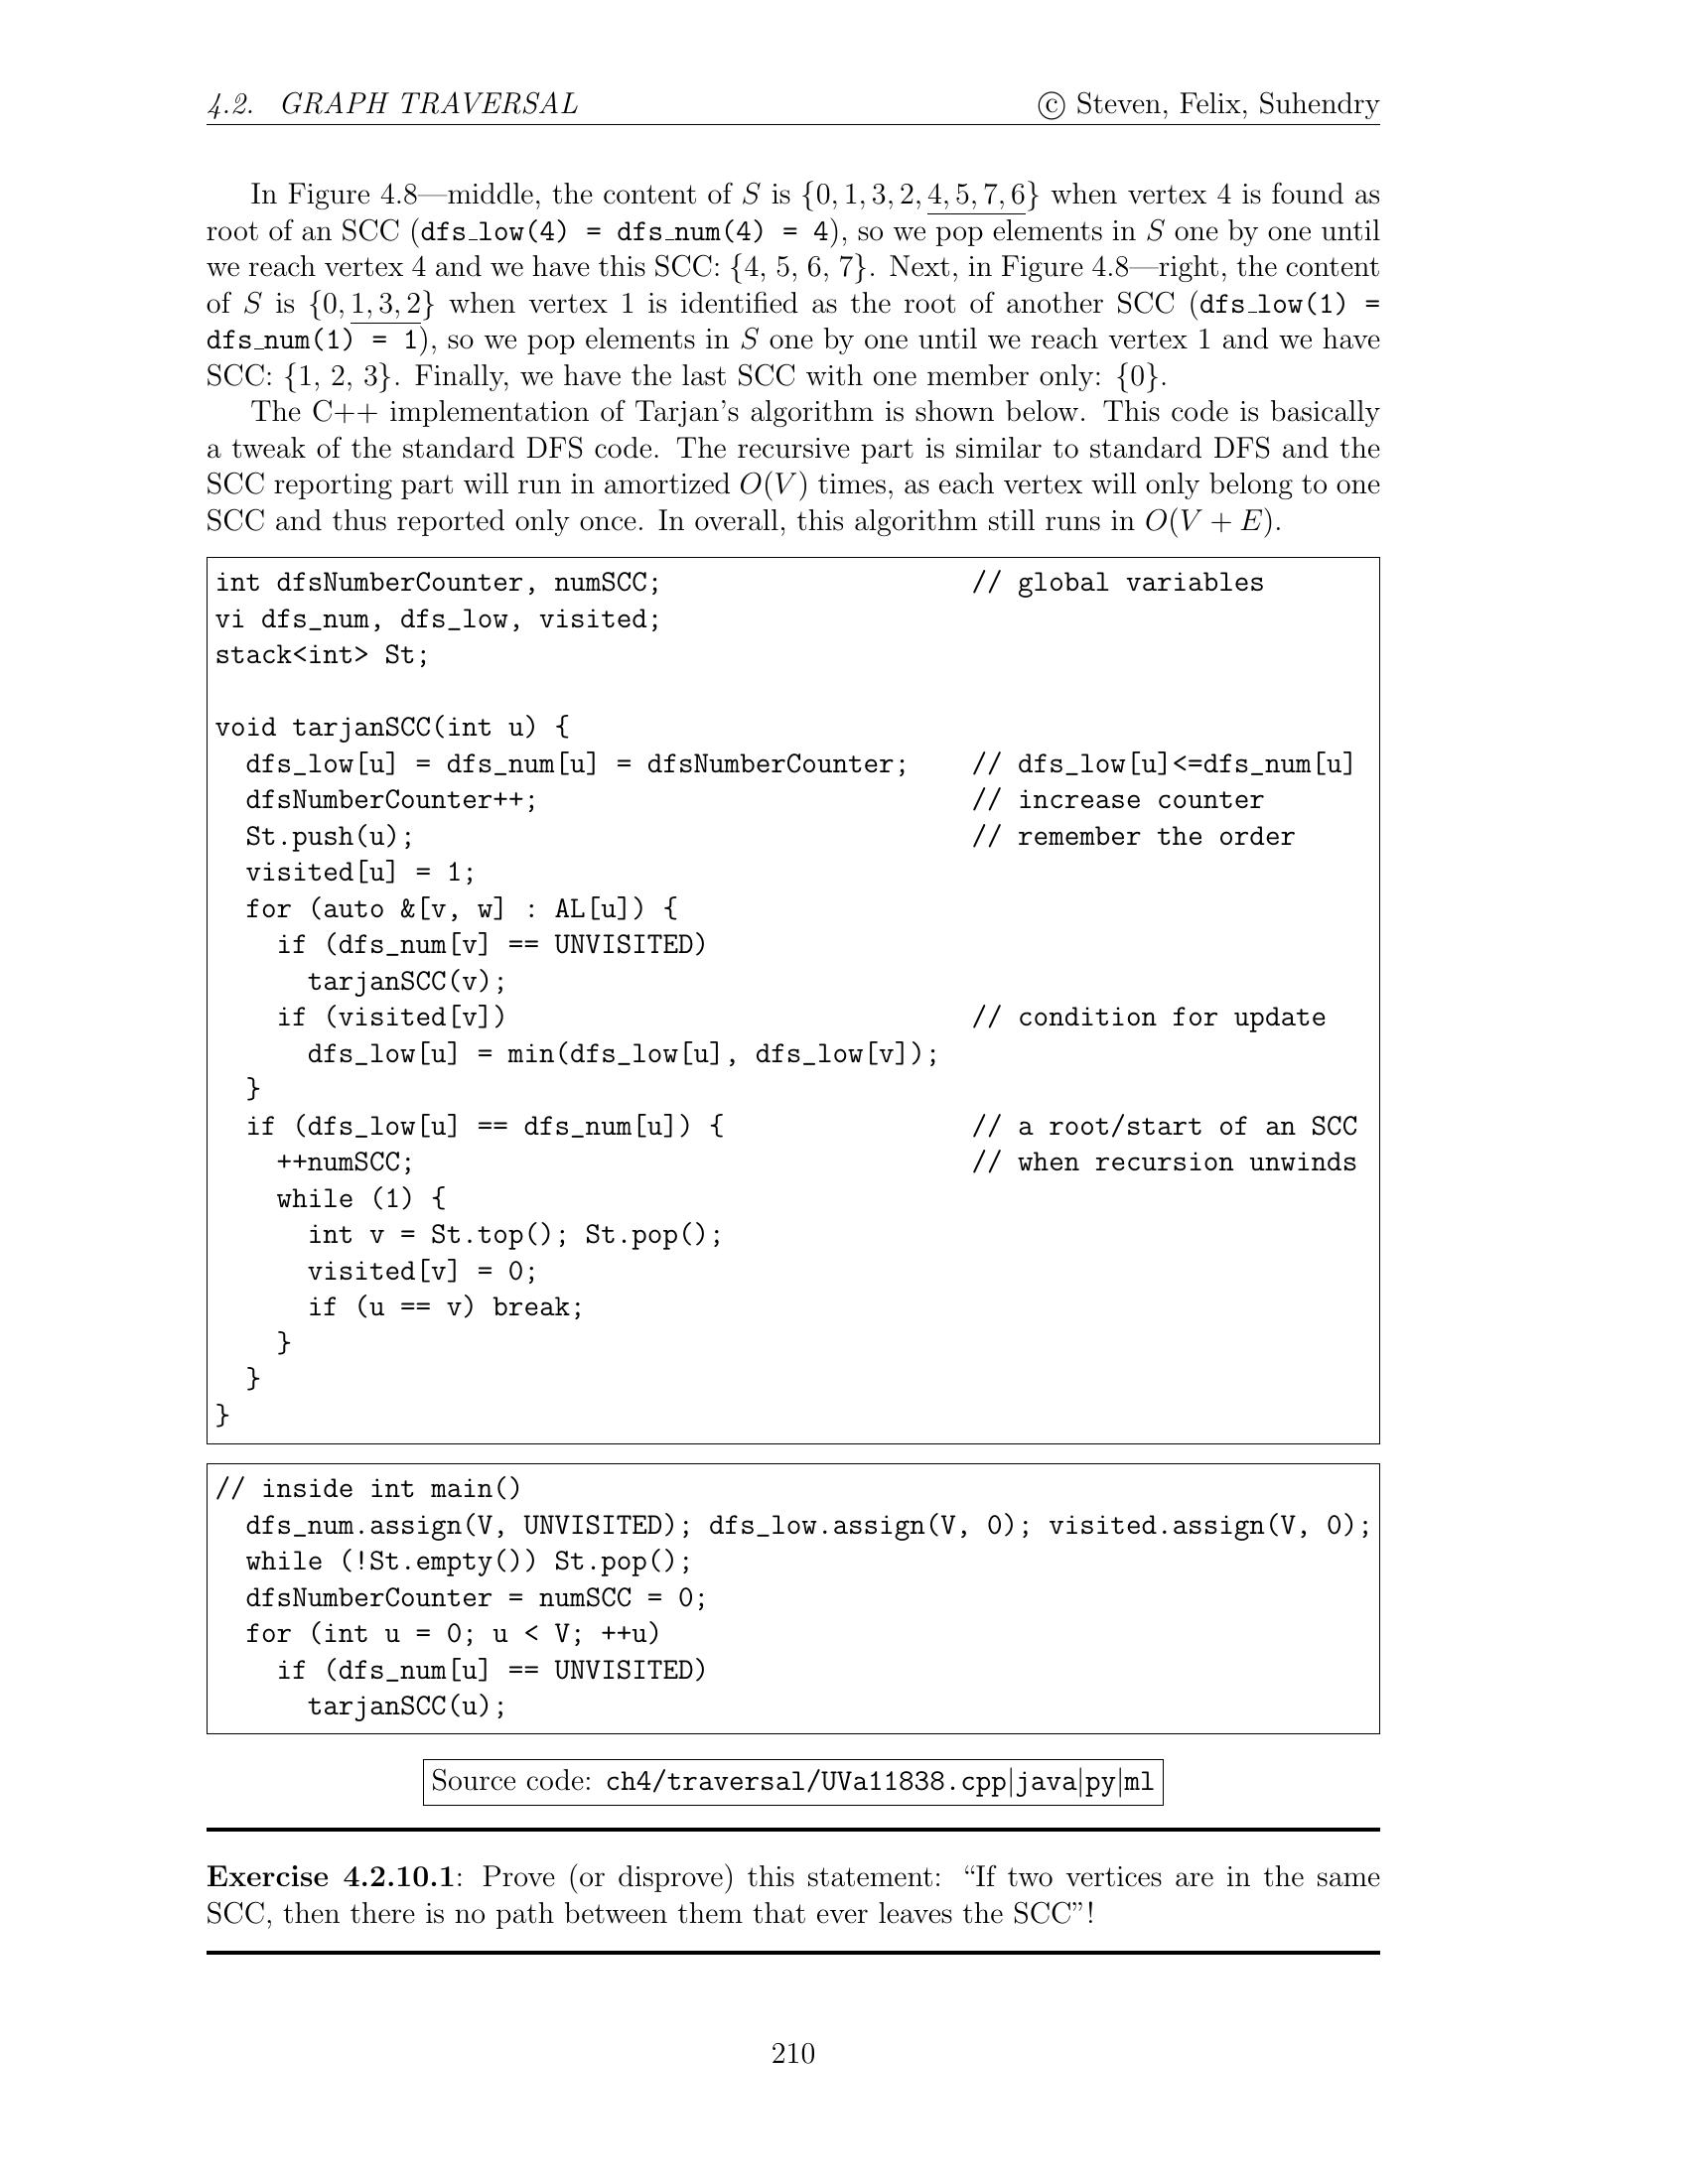 4.2. GRAPH TRAVERSAL © Steven, Felix, Suhendry
In Figure 4.8—middle, the content of S is {0, 1, 3, 2, 4, 5, 7, 6} when vertex 4 is found as
root of an SCC (dfs_low(4) = dfs_num(4) = 4), so we pop elements in S one by one until
we reach vertex 4 and we have this SCC: {4, 5, 6, 7}. Next, in Figure 4.8—right, the content
of S is {0, 1, 3, 2} when vertex 1 is identified as the root of another SCC (dfs_low(1) =
dfs_num(1) = 1), so we pop elements in S one by one until we reach vertex 1 and we have
SCC: {1, 2, 3}. Finally, we have the last SCC with one member only: {0}.
The C++ implementation of Tarjan's algorithm is shown below. This code is basically
a tweak of the standard DFS code. The recursive part is similar to standard DFS and the
SCC reporting part will run in amortized O(V) times, as each vertex will only belong to one
SCC and thus reported only once. In overall, this algorithm still runs in O(V + E).
int dfsNumberCounter, numSCC; // global variables
vi dfs_num, dfs_low, visited;
stack<int> St;
void tarjanSCC(int u) {
dfs_low[u] = dfs_num[u] = dfsNumberCounter; // dfs_low[u]<=dfs_num[u]
dfsNumberCounter++; // increase counter
St.push(u); // remember the order
visited[u] = 1;
for (auto &[v, w] : AL[u]) {
if (dfs_num[v] == UNVISITED)
tarjanSCC(v);
if (visited[v]) // condition for update
dfs_low[u] = min(dfs_low[u], dfs_low[v]);
}
if (dfs_low[u] == dfs_num[u]) { // a root/start of an SCC
++numSCC; // when recursion unwinds
while (1) {
int v = St.top(); St.pop();
visited[v] = 0;
if (u == v) break;
}
}
}
// inside int main()
dfs_num.assign(V, UNVISITED); dfs_low.assign(V, 0); visited.assign(V, 0);
while (!St.empty()) St.pop();
dfsNumberCounter = numSCC = 0;
for (int u = 0; u < V; ++u)
if (dfs_num[u] == UNVISITED)
tarjanSCC(u);
Source code: ch4/traversal/UVa11838.cpp|java|py|ml
Exercise 4.2.10.1: Prove (or disprove) this statement: “If two vertices are in the same
SCC, then there is no path between them that ever leaves the SCC”!
210